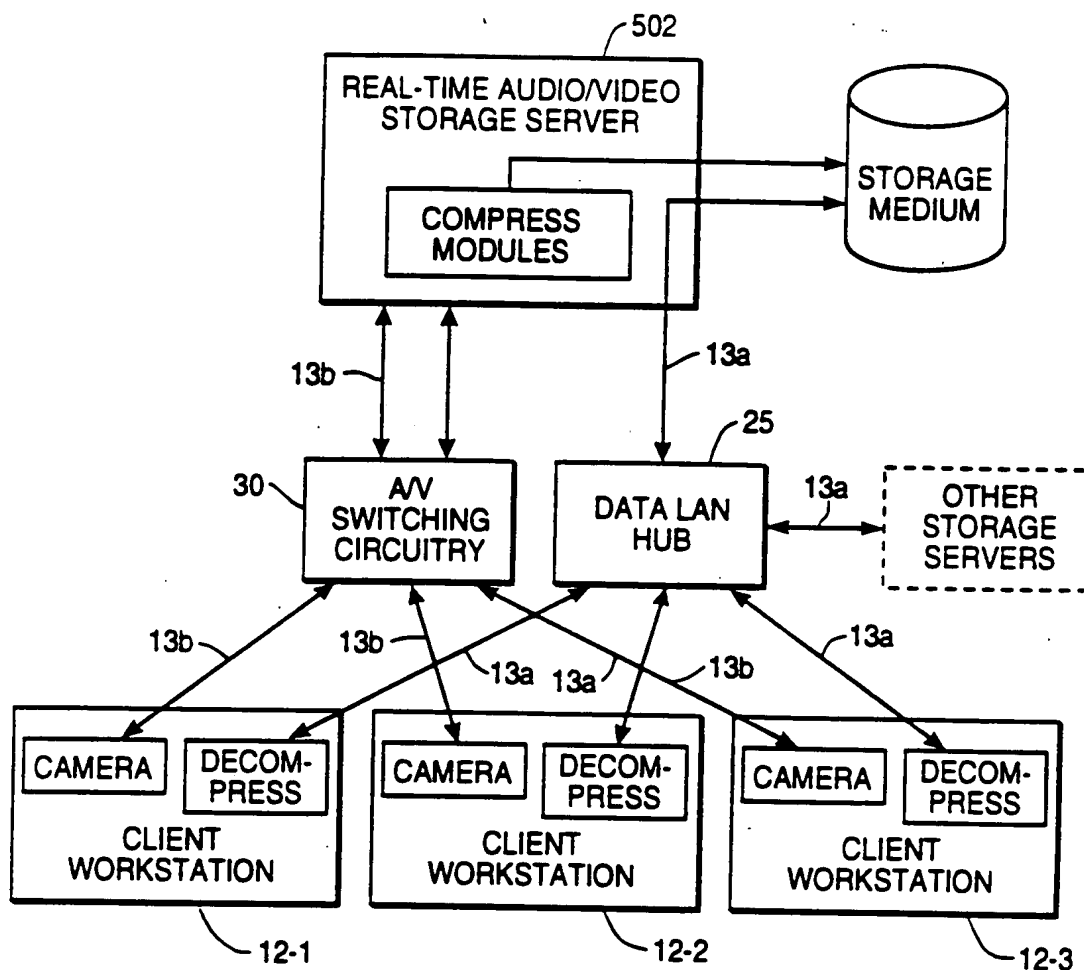 502
REAL-TIME AUDIO/VIDEO
STORAGE SERVER
COMPRESS
MODULES
STORAGE
MEDIUM
13b
13a
25
30
A/V
SWITCHING
CIRCUITRY
DATA LAN
HUB
13a
OTHER
STORAGE
SERVERS
13b
13b
13a
13a
13b
13a
CAMERA
DECOM-
PRESS
CLIENT
WORKSTATION
CAMERA
DECOM-
PRESS
CLIENT
WORKSTATION
CAMERA
DECOM-
PRESS
CLIENT
WORKSTATION
12-1
12-2
12-3